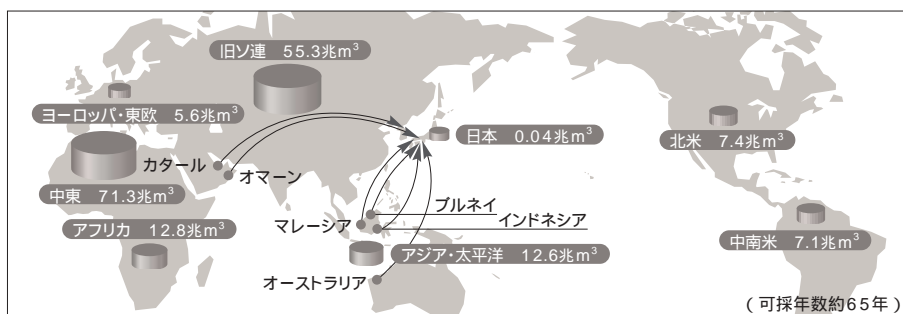 旧ソ連 55.3兆m³
ヨーロッパ・東欧 5.6兆m³
日本 0.04兆m³
北米 7.4兆m³
カタール
オマーン
中東 71.3兆m³
ブルネイ
マレーシア
インドネシア
アフリカ 12.8兆m³
中南米 7.1兆m³
アジア・太平洋 12.6兆m³
オーストラリア
(可採年数約65年)